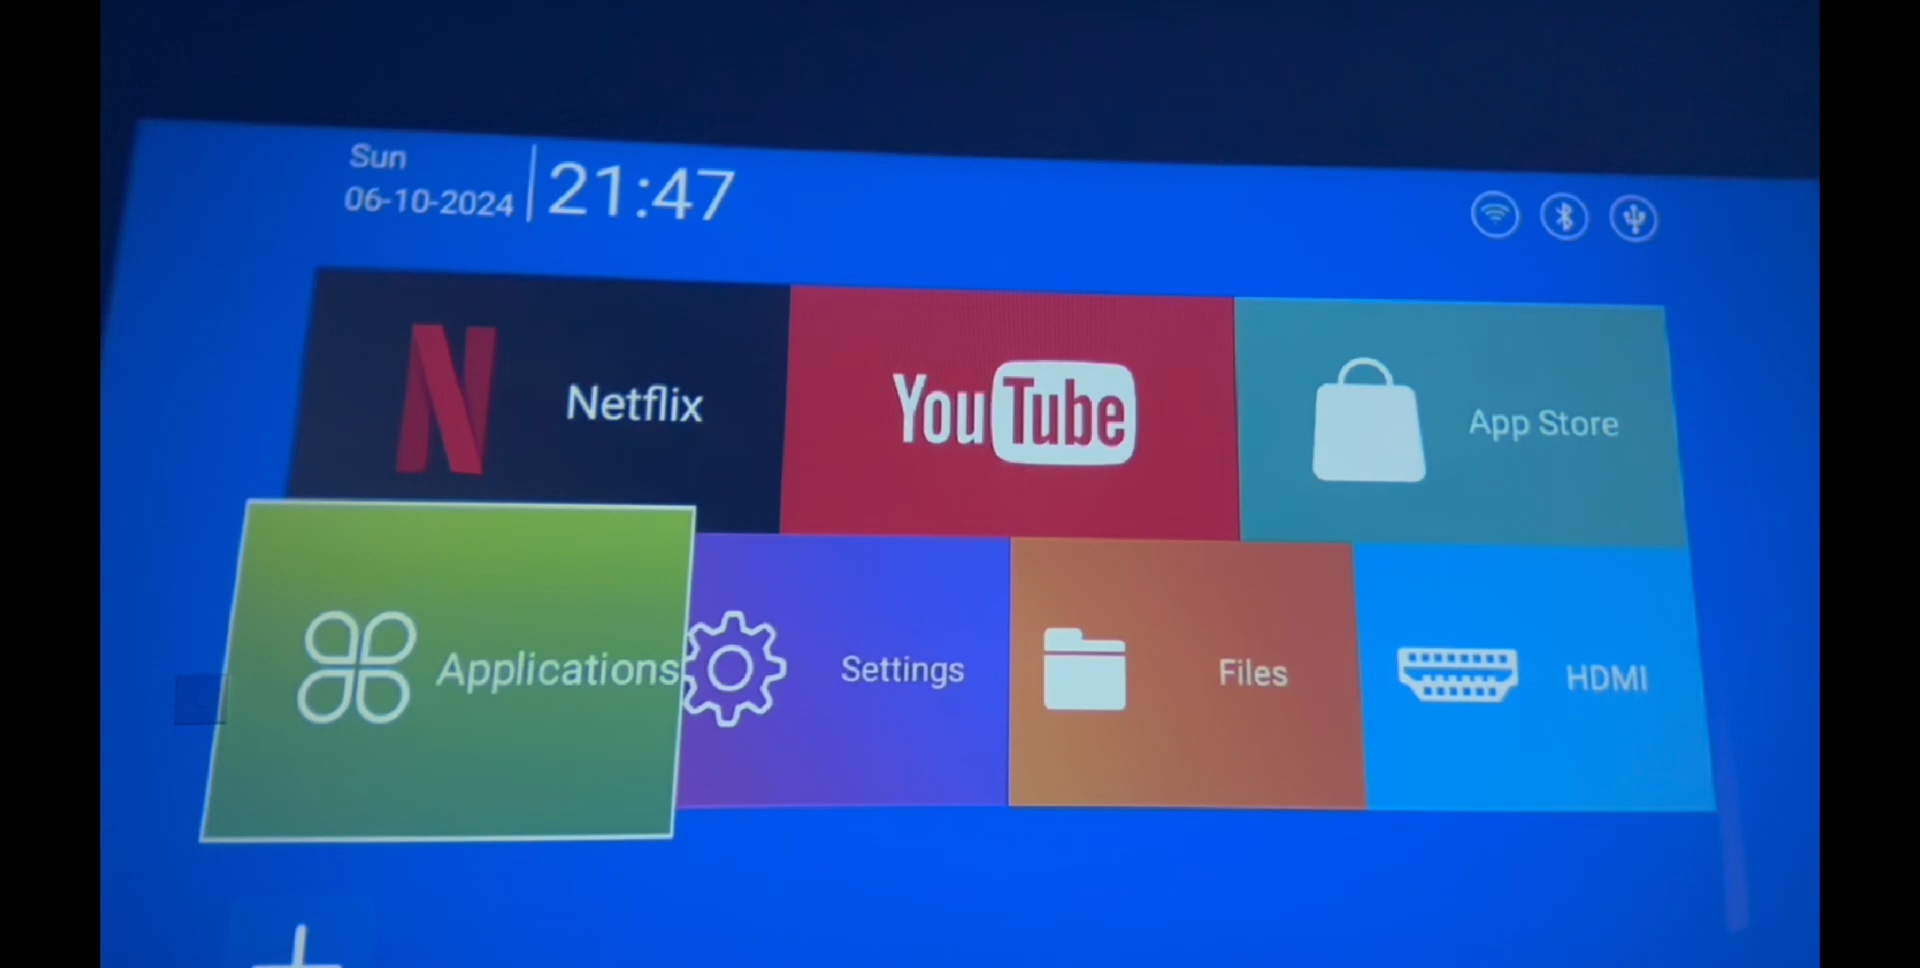 Sun
06-10-2024
21:47
N
Netflix
YouTube
App Store
Applications
Settings
Files
HDMI